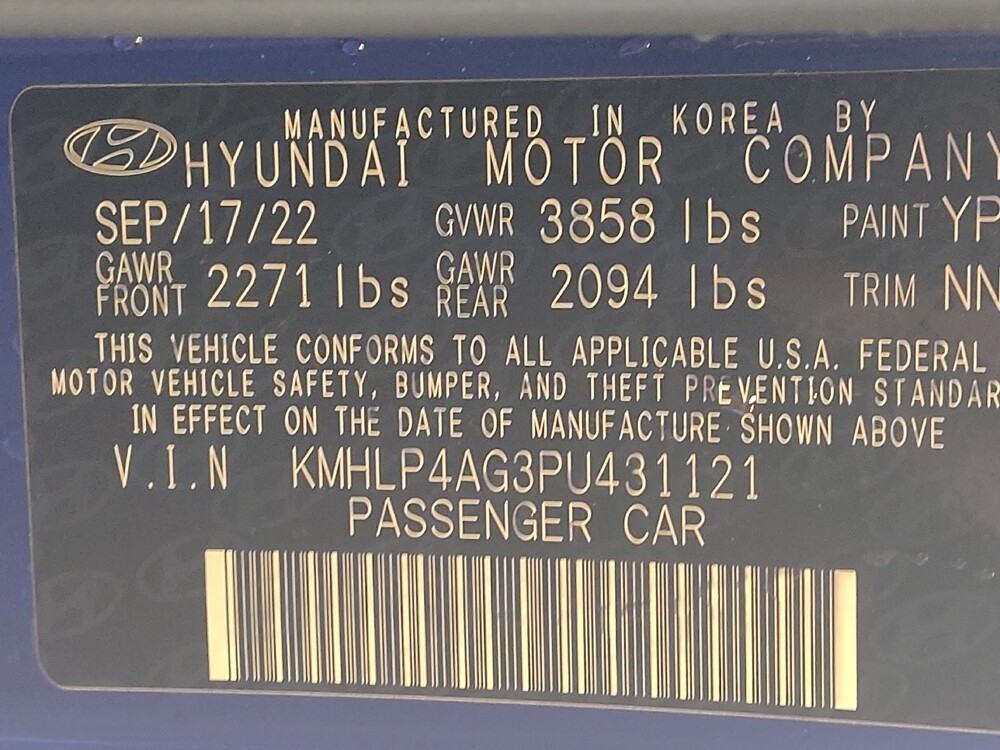 MANUFACTURED IN KOREA BY
HYUNDAI MOTOR COMPANY
SEP/17/22 GVWR 3858 lbs PAINT YP
GAWR FRONT 2271 lbs GAWR REAR 2094 lbs TRIM NN
THIS VEHICLE CONFORMS TO ALL APPLICABLE U.S.A. FEDERAL
MOTOR VEHICLE SAFETY, BUMPER, AND THEFT PREVENTION STANDAR
IN EFFECT ON THE DATE OF MANUFACTURE SHOWN ABOVE
V.I.N KMHLP4AG3PU431121
PASSENGER CAR